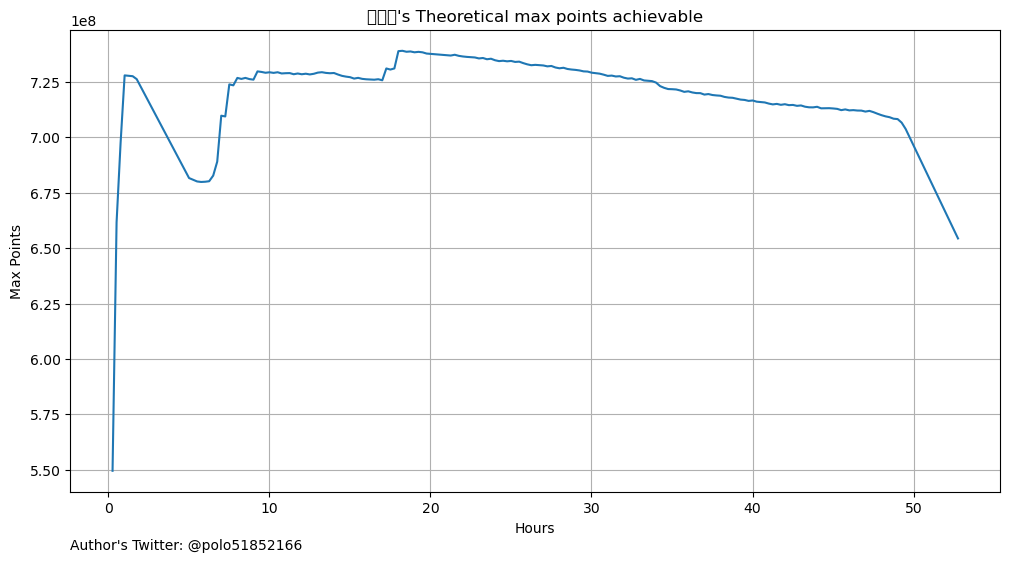 1e8
's Theoretical max points achievable
7.25
7.00
6.75
6.50
6.25
6.00
5.75
5.50
Max Points
0 10 20 30 40 50
Hours
Author's Twitter: @polo51852166